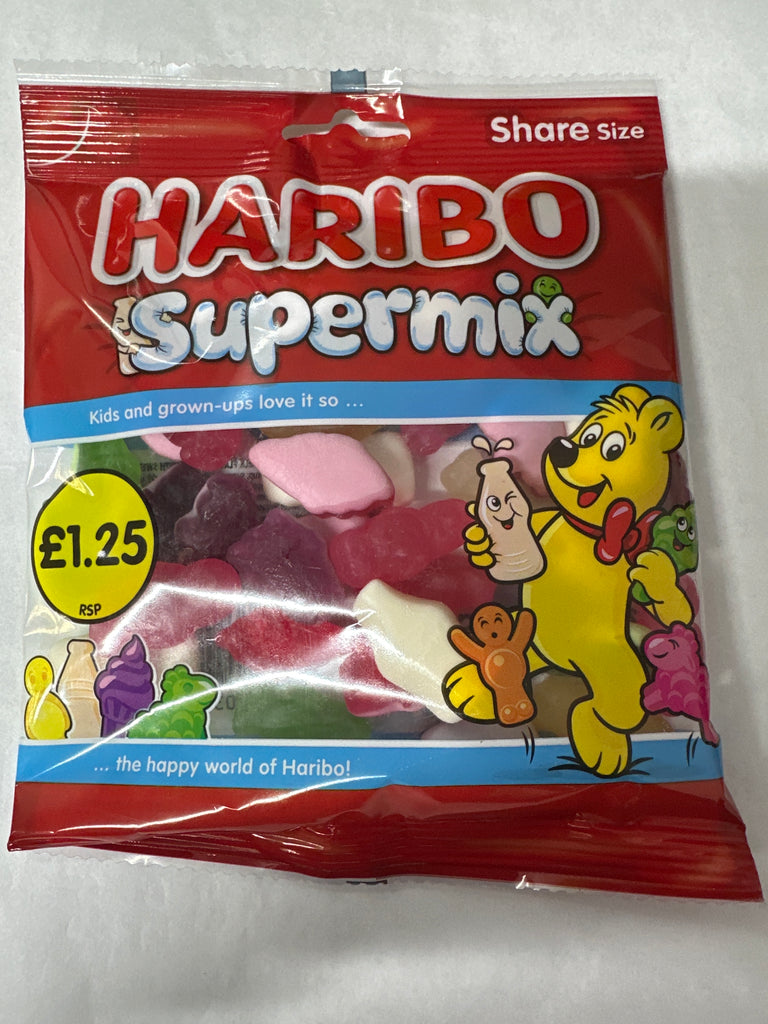 Share Size
HARIBO
Supermix
Kids and grown-ups love it so ...
£1.25
RSP
... the happy world of Haribo!